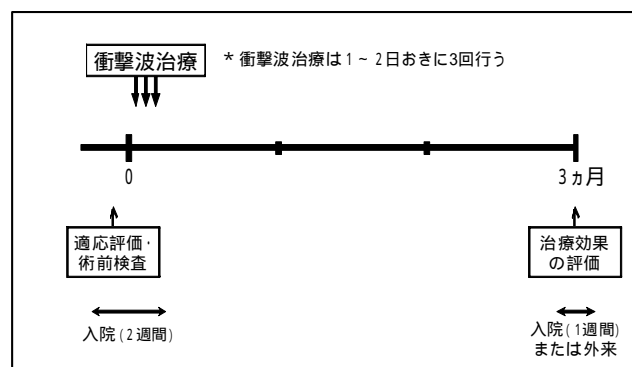 衝撃波治療
* 衝撃波治療は1~2日おきに3回行う
0
3ヵ月
適応評価・
術前検査
治療効果
の評価
入院(2週間)
入院(1週間)
または外来